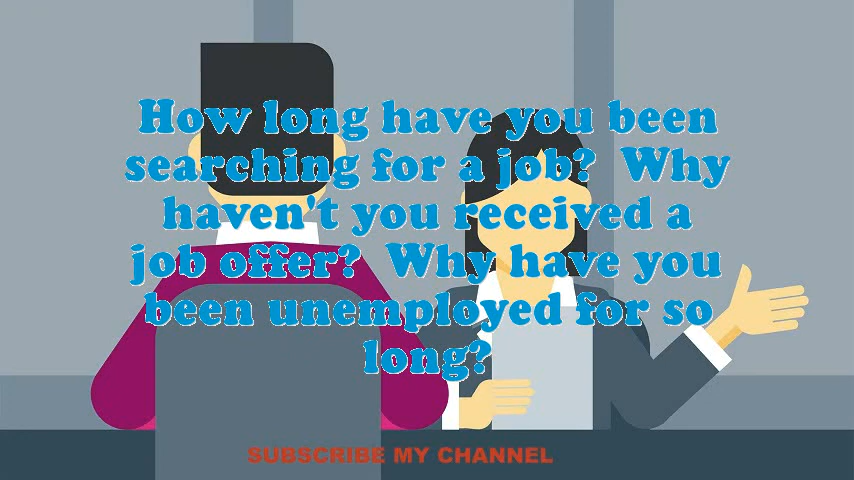 How long have you been
searching for a job? Why
haven't you received a
job offer? Why have you
been unemployed for so
long?
SUBSCRIBE MY CHANNEL